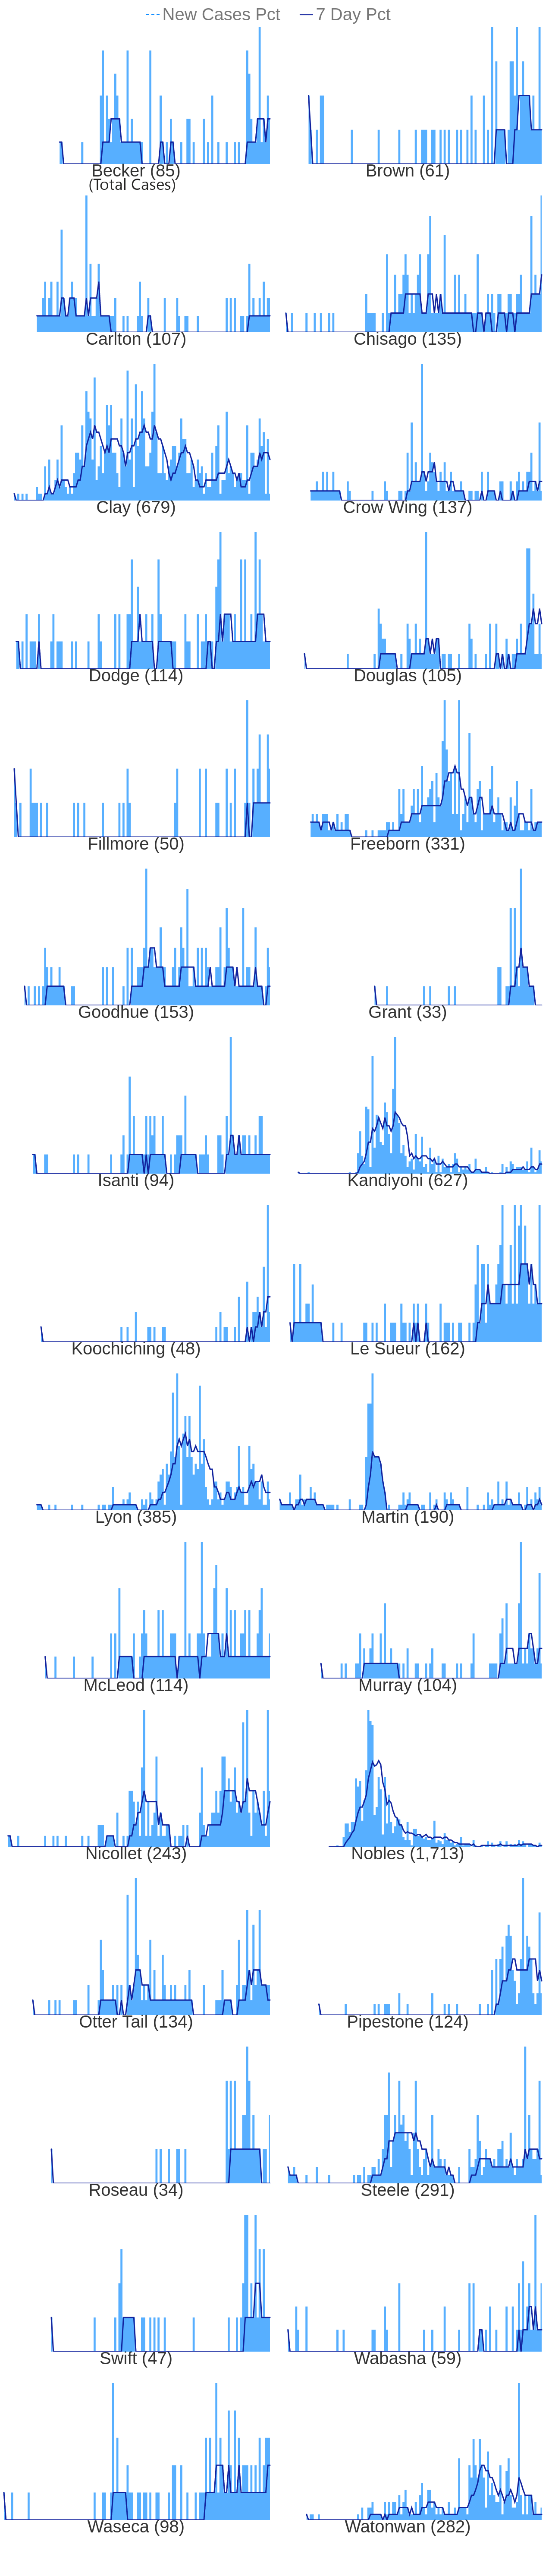 New Cases Pct 7 Day Pct
Becker (85) Brown (61)
(Total Cases)
Carlton (107) Chisago (135)
Clay (679) Crow Wing (137)
Dodge (114) Douglas (105)
Fillmore (50) Freeborn (331)
Goodhue (153) Grant (33)
Isanti (94) Kandiyohi (627)
Koochiching (48) Le Sueur (162)
Lyon (385) Martin (190)
McLeod (114) Murray (104)
Nicollet (243) Nobles (1,713)
Otter Tail (134) Pipestone (124)
Roseau (34) Steele (291)
Swift (47) Wabasha (59)
Waseca (98) Watonwan (282)